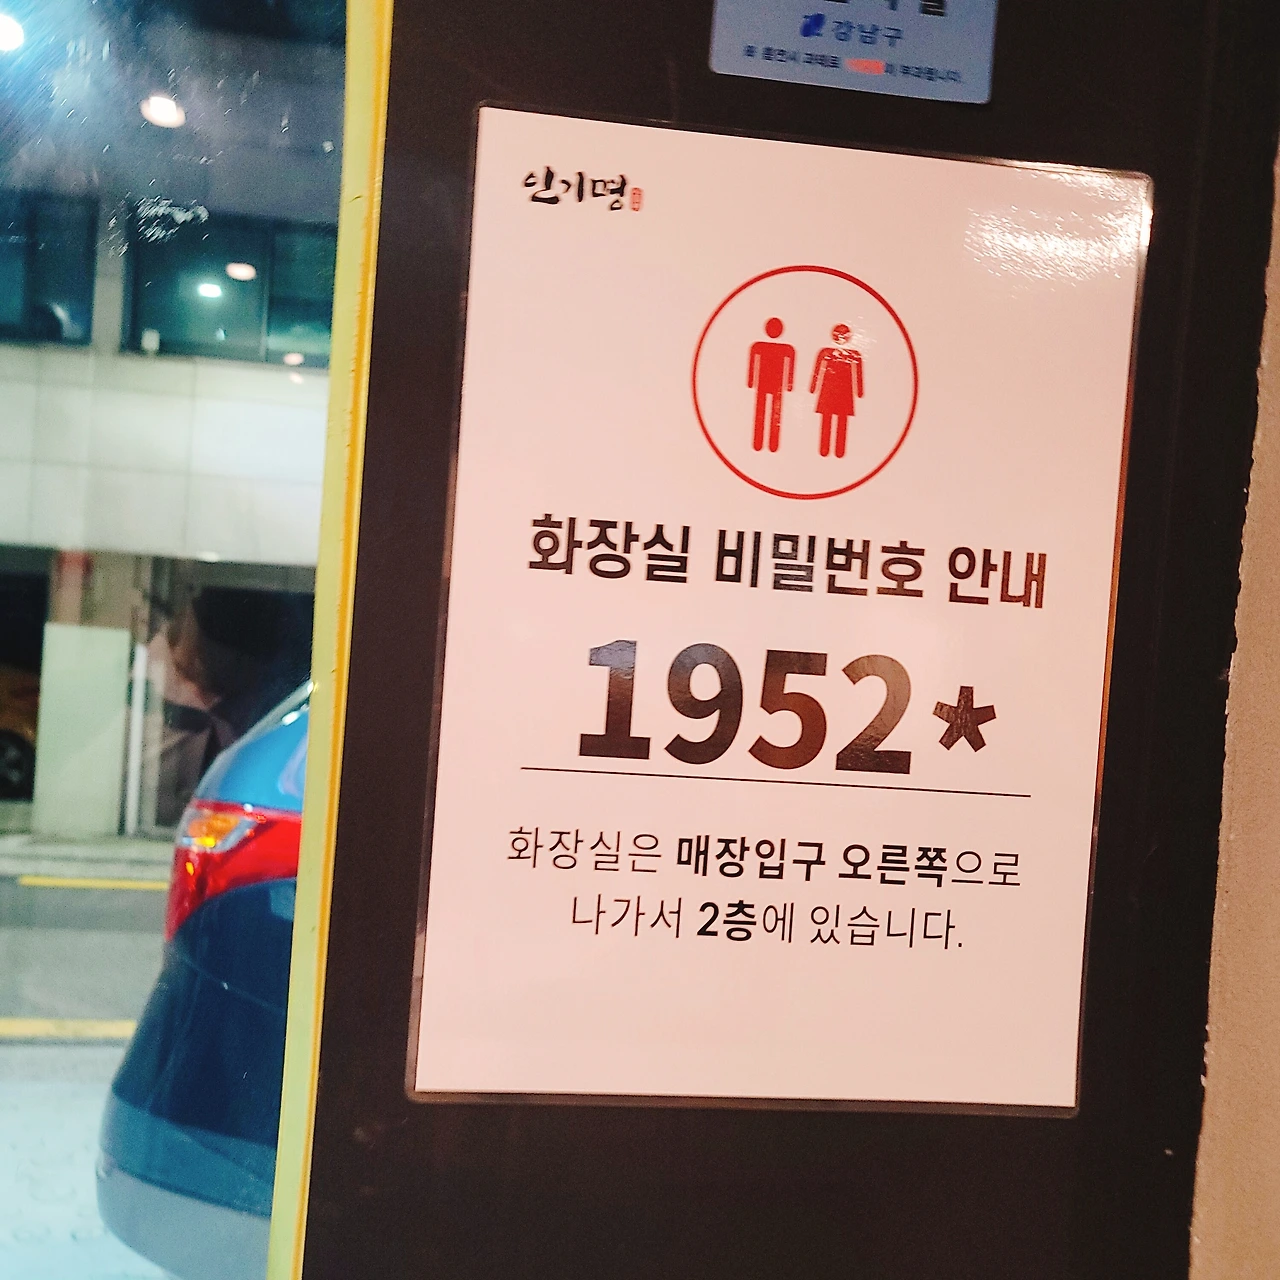 강남구
인기명
화장실 비밀번호 안내
1952*
화장실은 매장입구 오른쪽으로
나가서 2층에 있습니다.